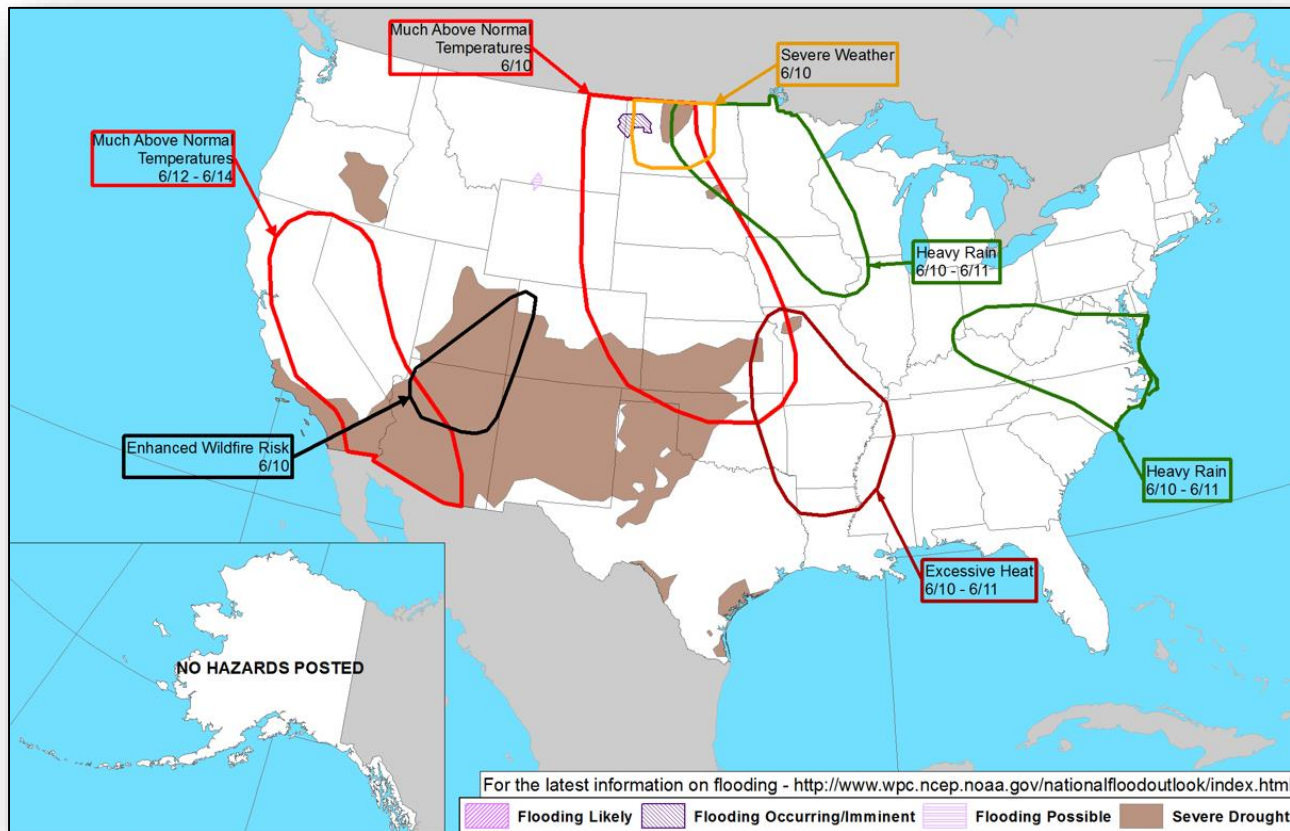 Much Above Normal
Temperatures
6/10
Severe Weather
6/10
Much Above Normal
Temperatures
6/12 - 6/14
Heavy Rain
6/10 - 6/11
Enhanced Wildfire Risk
6/10
Heavy Rain
6/10 - 6/11
Excessive Heat
6/10 - 6/11
NO HAZARDS POSTED
For the latest information on flooding - http://www.wpc.ncep.noaa.gov/nationalfloodoutlook/index.html
Flooding Likely Flooding Occurring/Imminent Flooding Possible Severe Drought